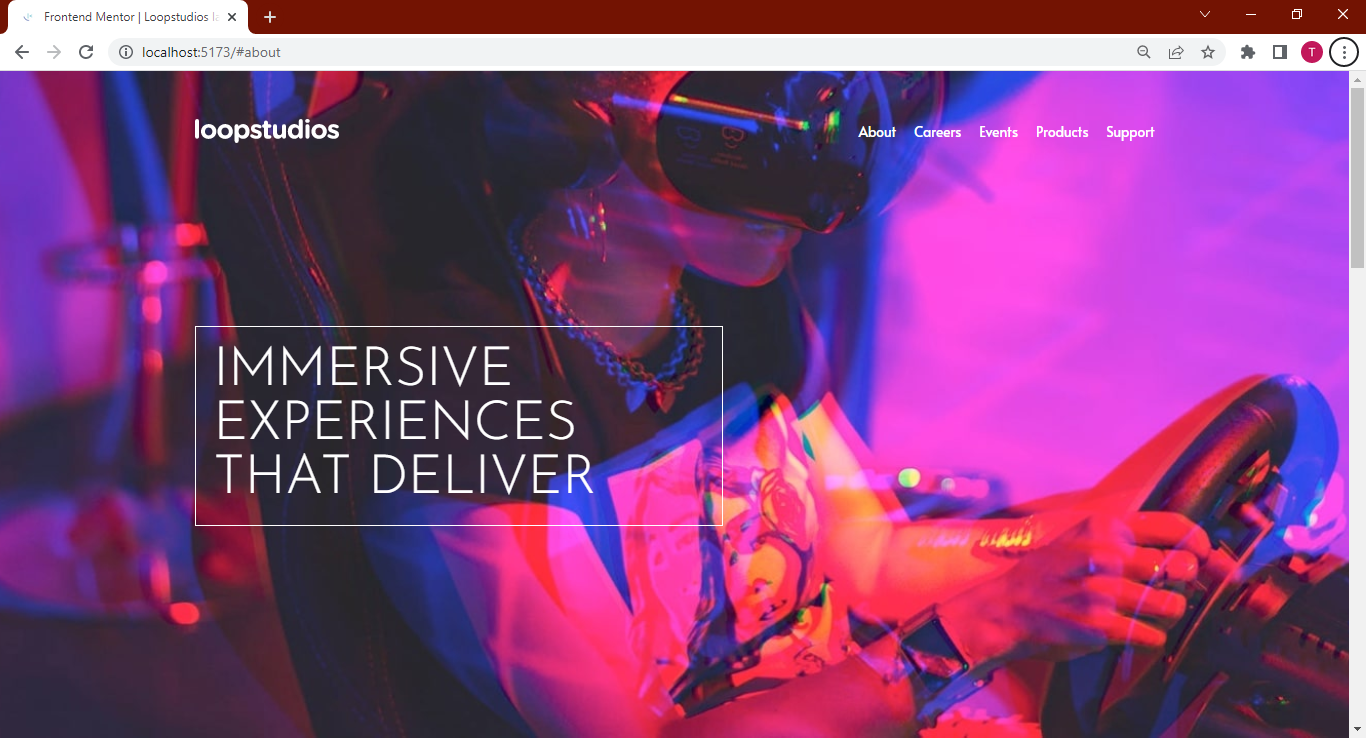 Frontend Mentor | Loopstudios la
localhost:5173/#about
T
loopstudios
About Careers Events Products Support
IMMERSIVE
EXPERIENCES
THAT DELIVER